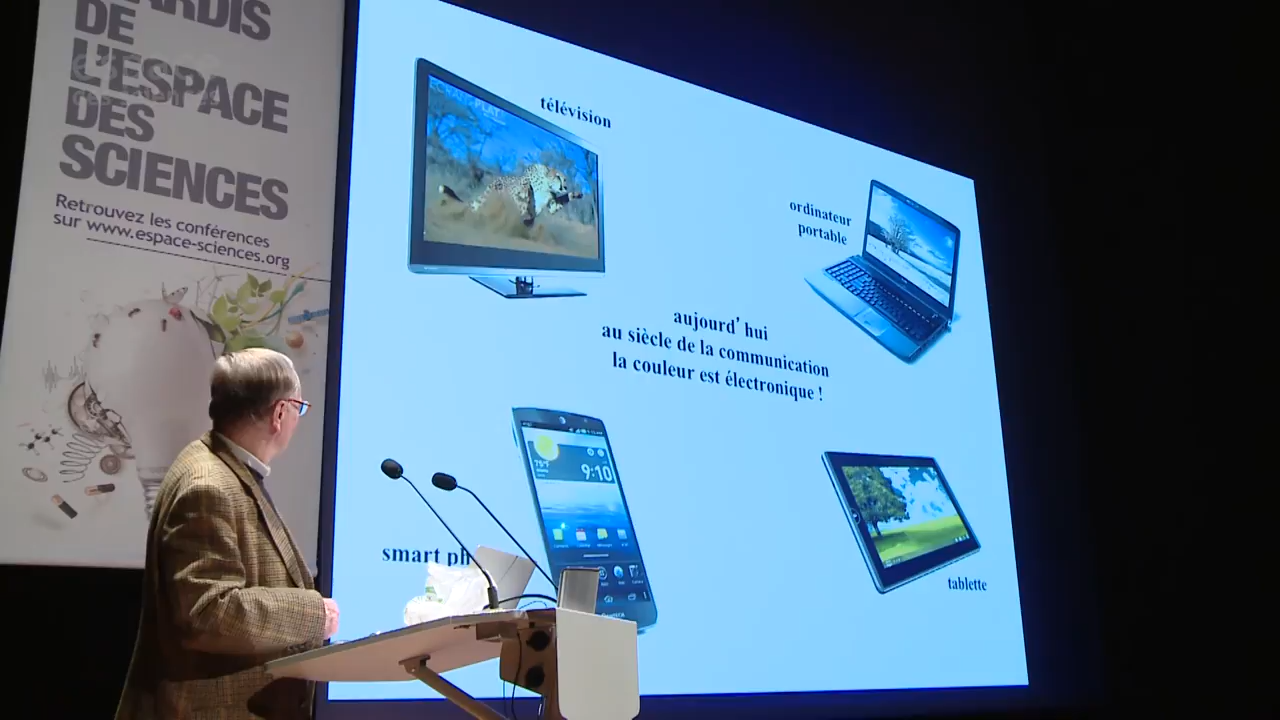 ARDIS
DE
L'ESPACE
DES
SCIENCES
Retrouvez les conférences
sur www.espace-sciences.org
télévision
ordinateur
portable
aujourd'hui
au siècle de la communication
la couleur est électronique !
9:10
smart ph
tablette